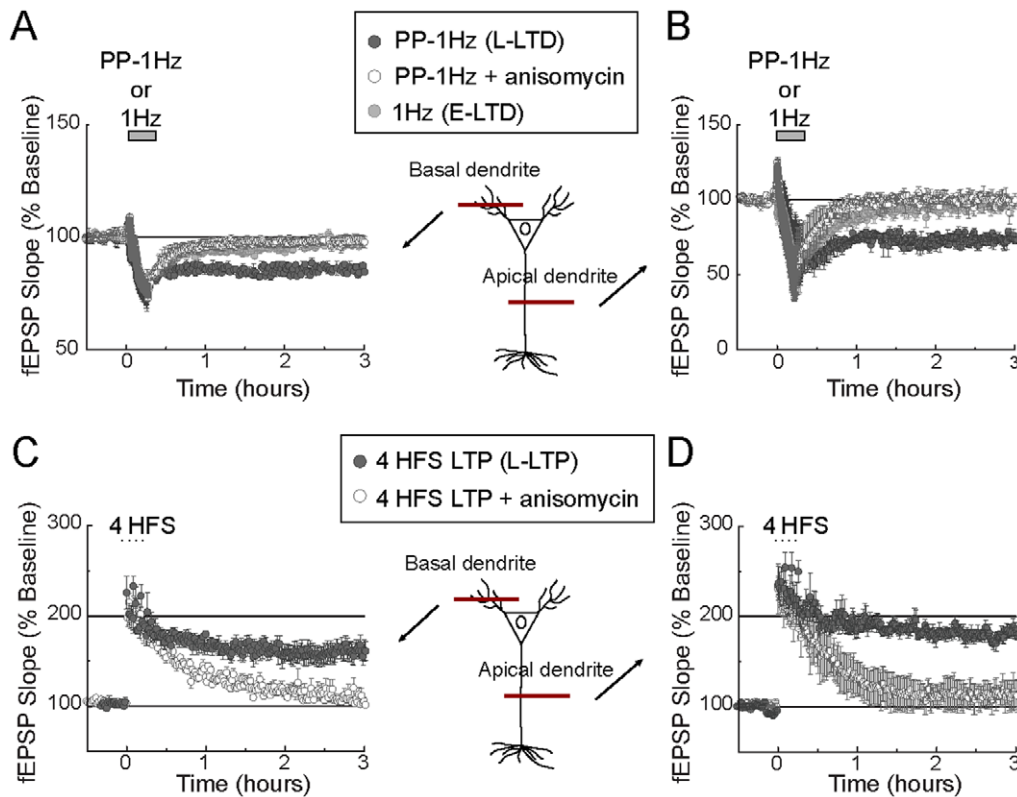 A
PP-1Hz
or
1Hz
150
100
50
fEPSP Slope (% Baseline)
0
1
2
3
Time (hours)
PP-1Hz (L-LTD)
PP-1Hz + anisomycin
1Hz (E-LTD)
Basal dendrite
Apical dendrite
B
PP-1Hz
or
1Hz
150
100
50
0
fEPSP Slope (% Baseline)
0
1
2
3
Time (hours)
C
4 HFS
300
200
100
fEPSP Slope (% Baseline)
0
1
2
3
Time (hours)
4 HFS LTP (L-LTP)
4 HFS LTP + anisomycin
Basal dendrite
Apical dendrite
D
4 HFS
300
200
100
fEPSP Slope (% Baseline)
0
1
2
3
Time (hours)